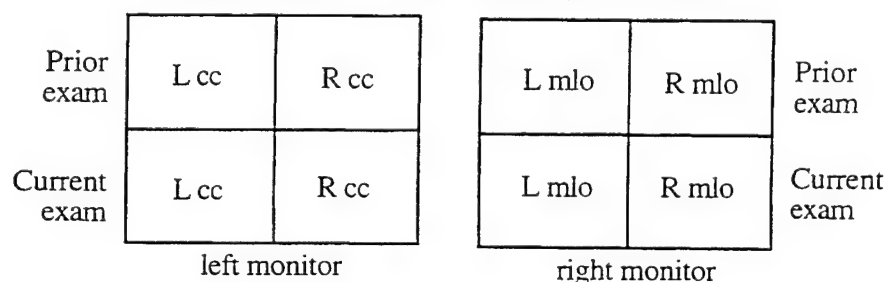 Prior exam
L cc R cc
L mlo R mlo
Prior exam
Current exam
L cc R cc
L mlo R mlo
Current exam
left monitor
right monitor